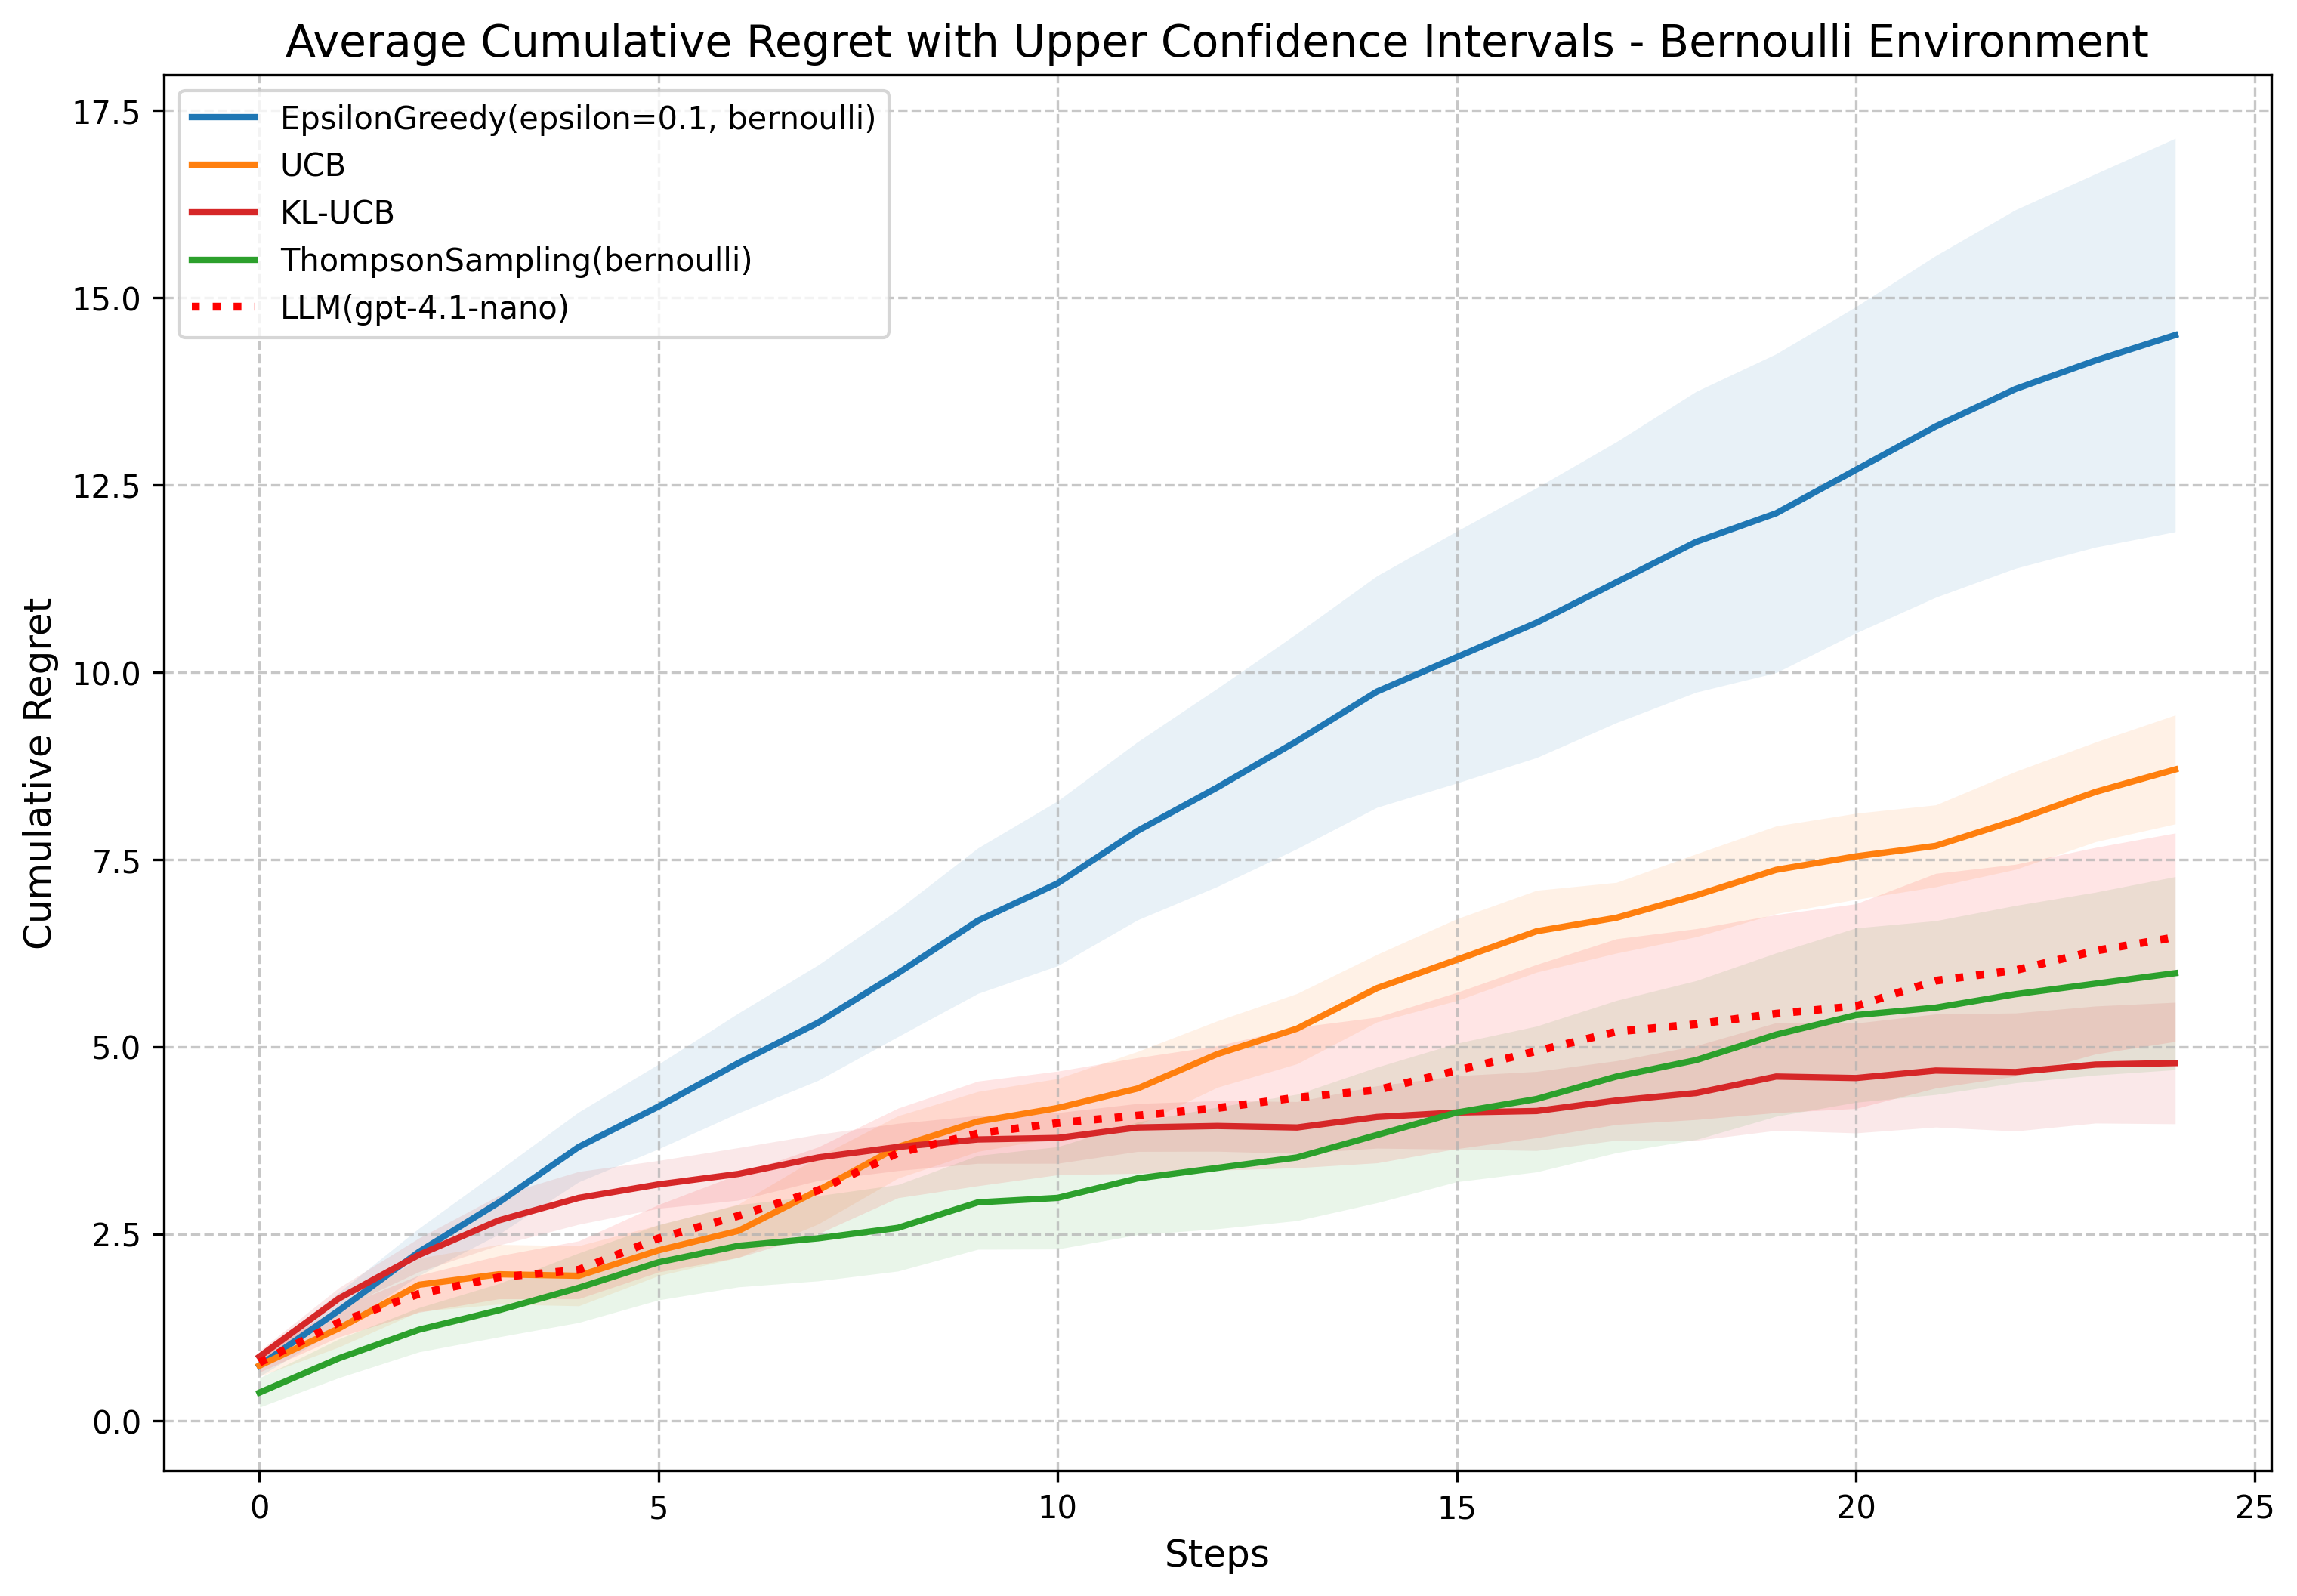 Average Cumulative Regret with Upper Confidence Intervals - Bernoulli Environment
EpsilonGreedy(epsilon=0.1, bernoulli)
UCB
KL-UCB
ThompsonSampling(bernoulli)
LLM(gpt-4.1-nano)
17.5
15.0
12.5
10.0
7.5
5.0
2.5
0.0
Cumulative Regret
0 5 10 15 20 25
Steps